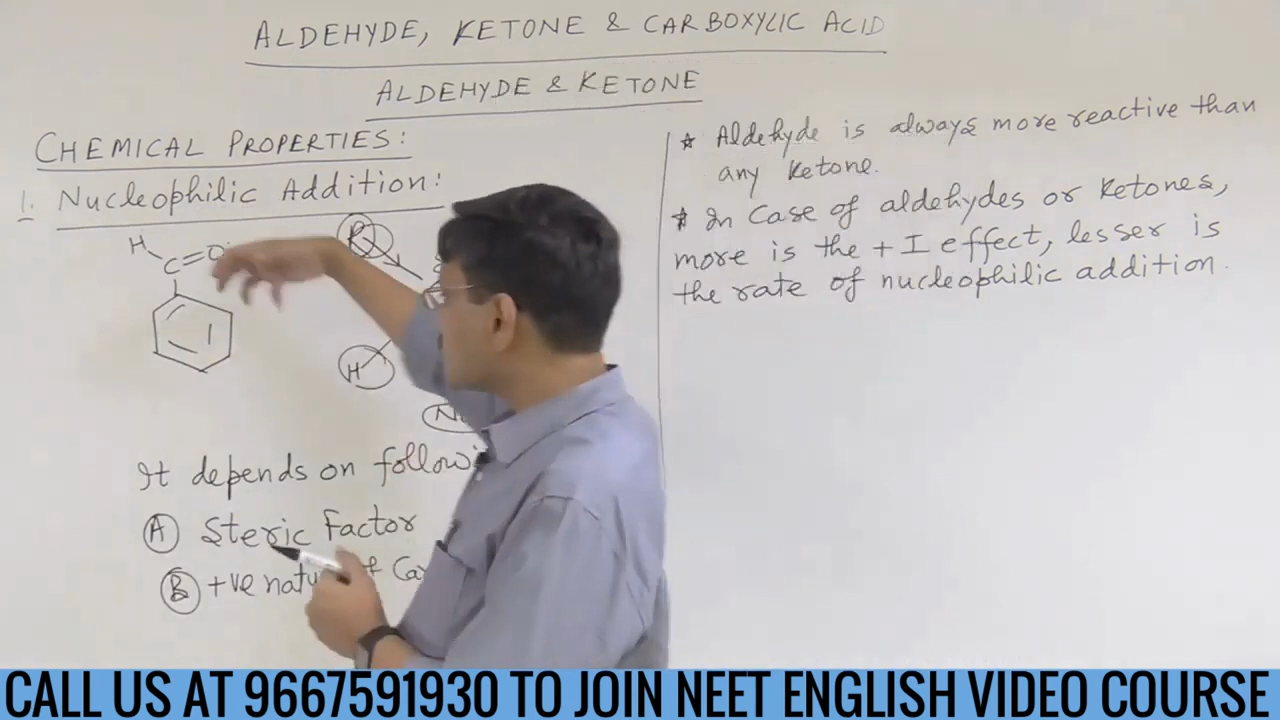 ALDEHYDE, KETONE & CARBOXYLIC ACID
ALDEHYDE & KETONE
CHEMICAL PROPERTIES:
1. Nucleophilic Addition:
H
C=O
R
H
It depends on
(A) Steric Factor
(B) +ve
* Aldehyde is always more reactive than
any Ketone.
* In Case of aldehydes or Ketones,
more is the +I effect, lesser is
the rate of nucleophilic addition.
CALL US AT 9667591930 TO JOIN NEET ENGLISH VIDEO COURSE